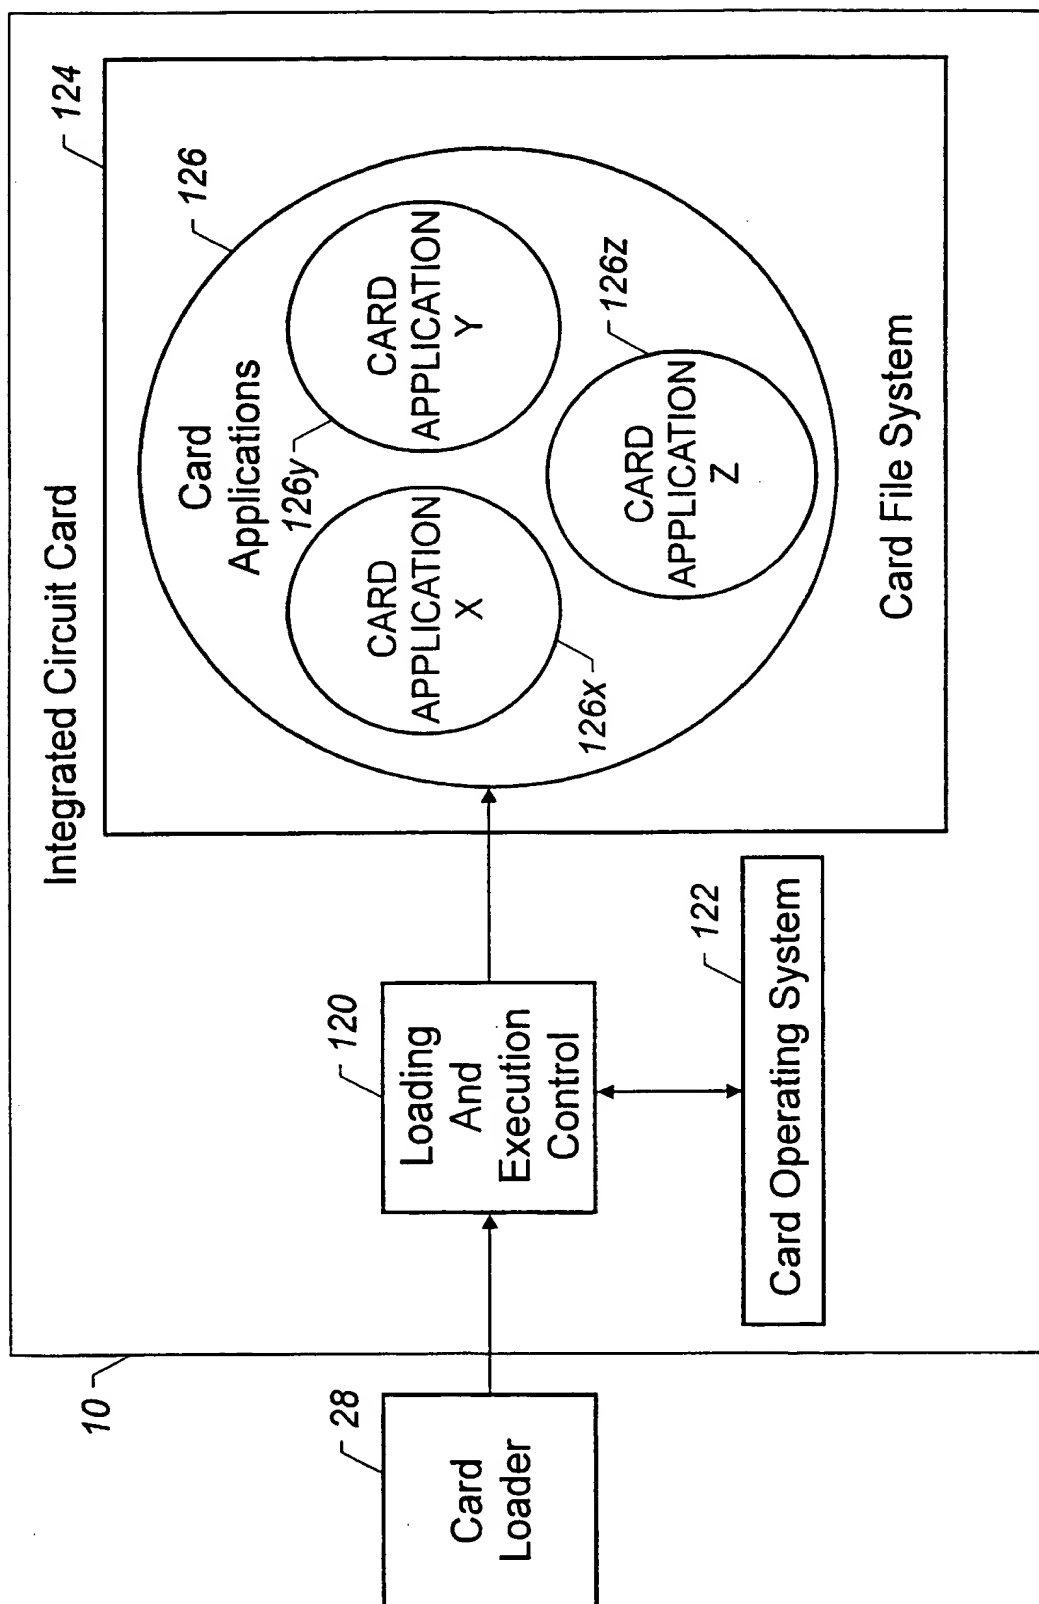 Integrated Circuit Card
10
124
126
Card
Applications
126y
CARD
APPLICATION
Y
CARD
APPLICATION
X
126x
126z
CARD
APPLICATION
Z
Card File System
120
Loading
And
Execution
Control
122
Card Operating System
28
Card
Loader